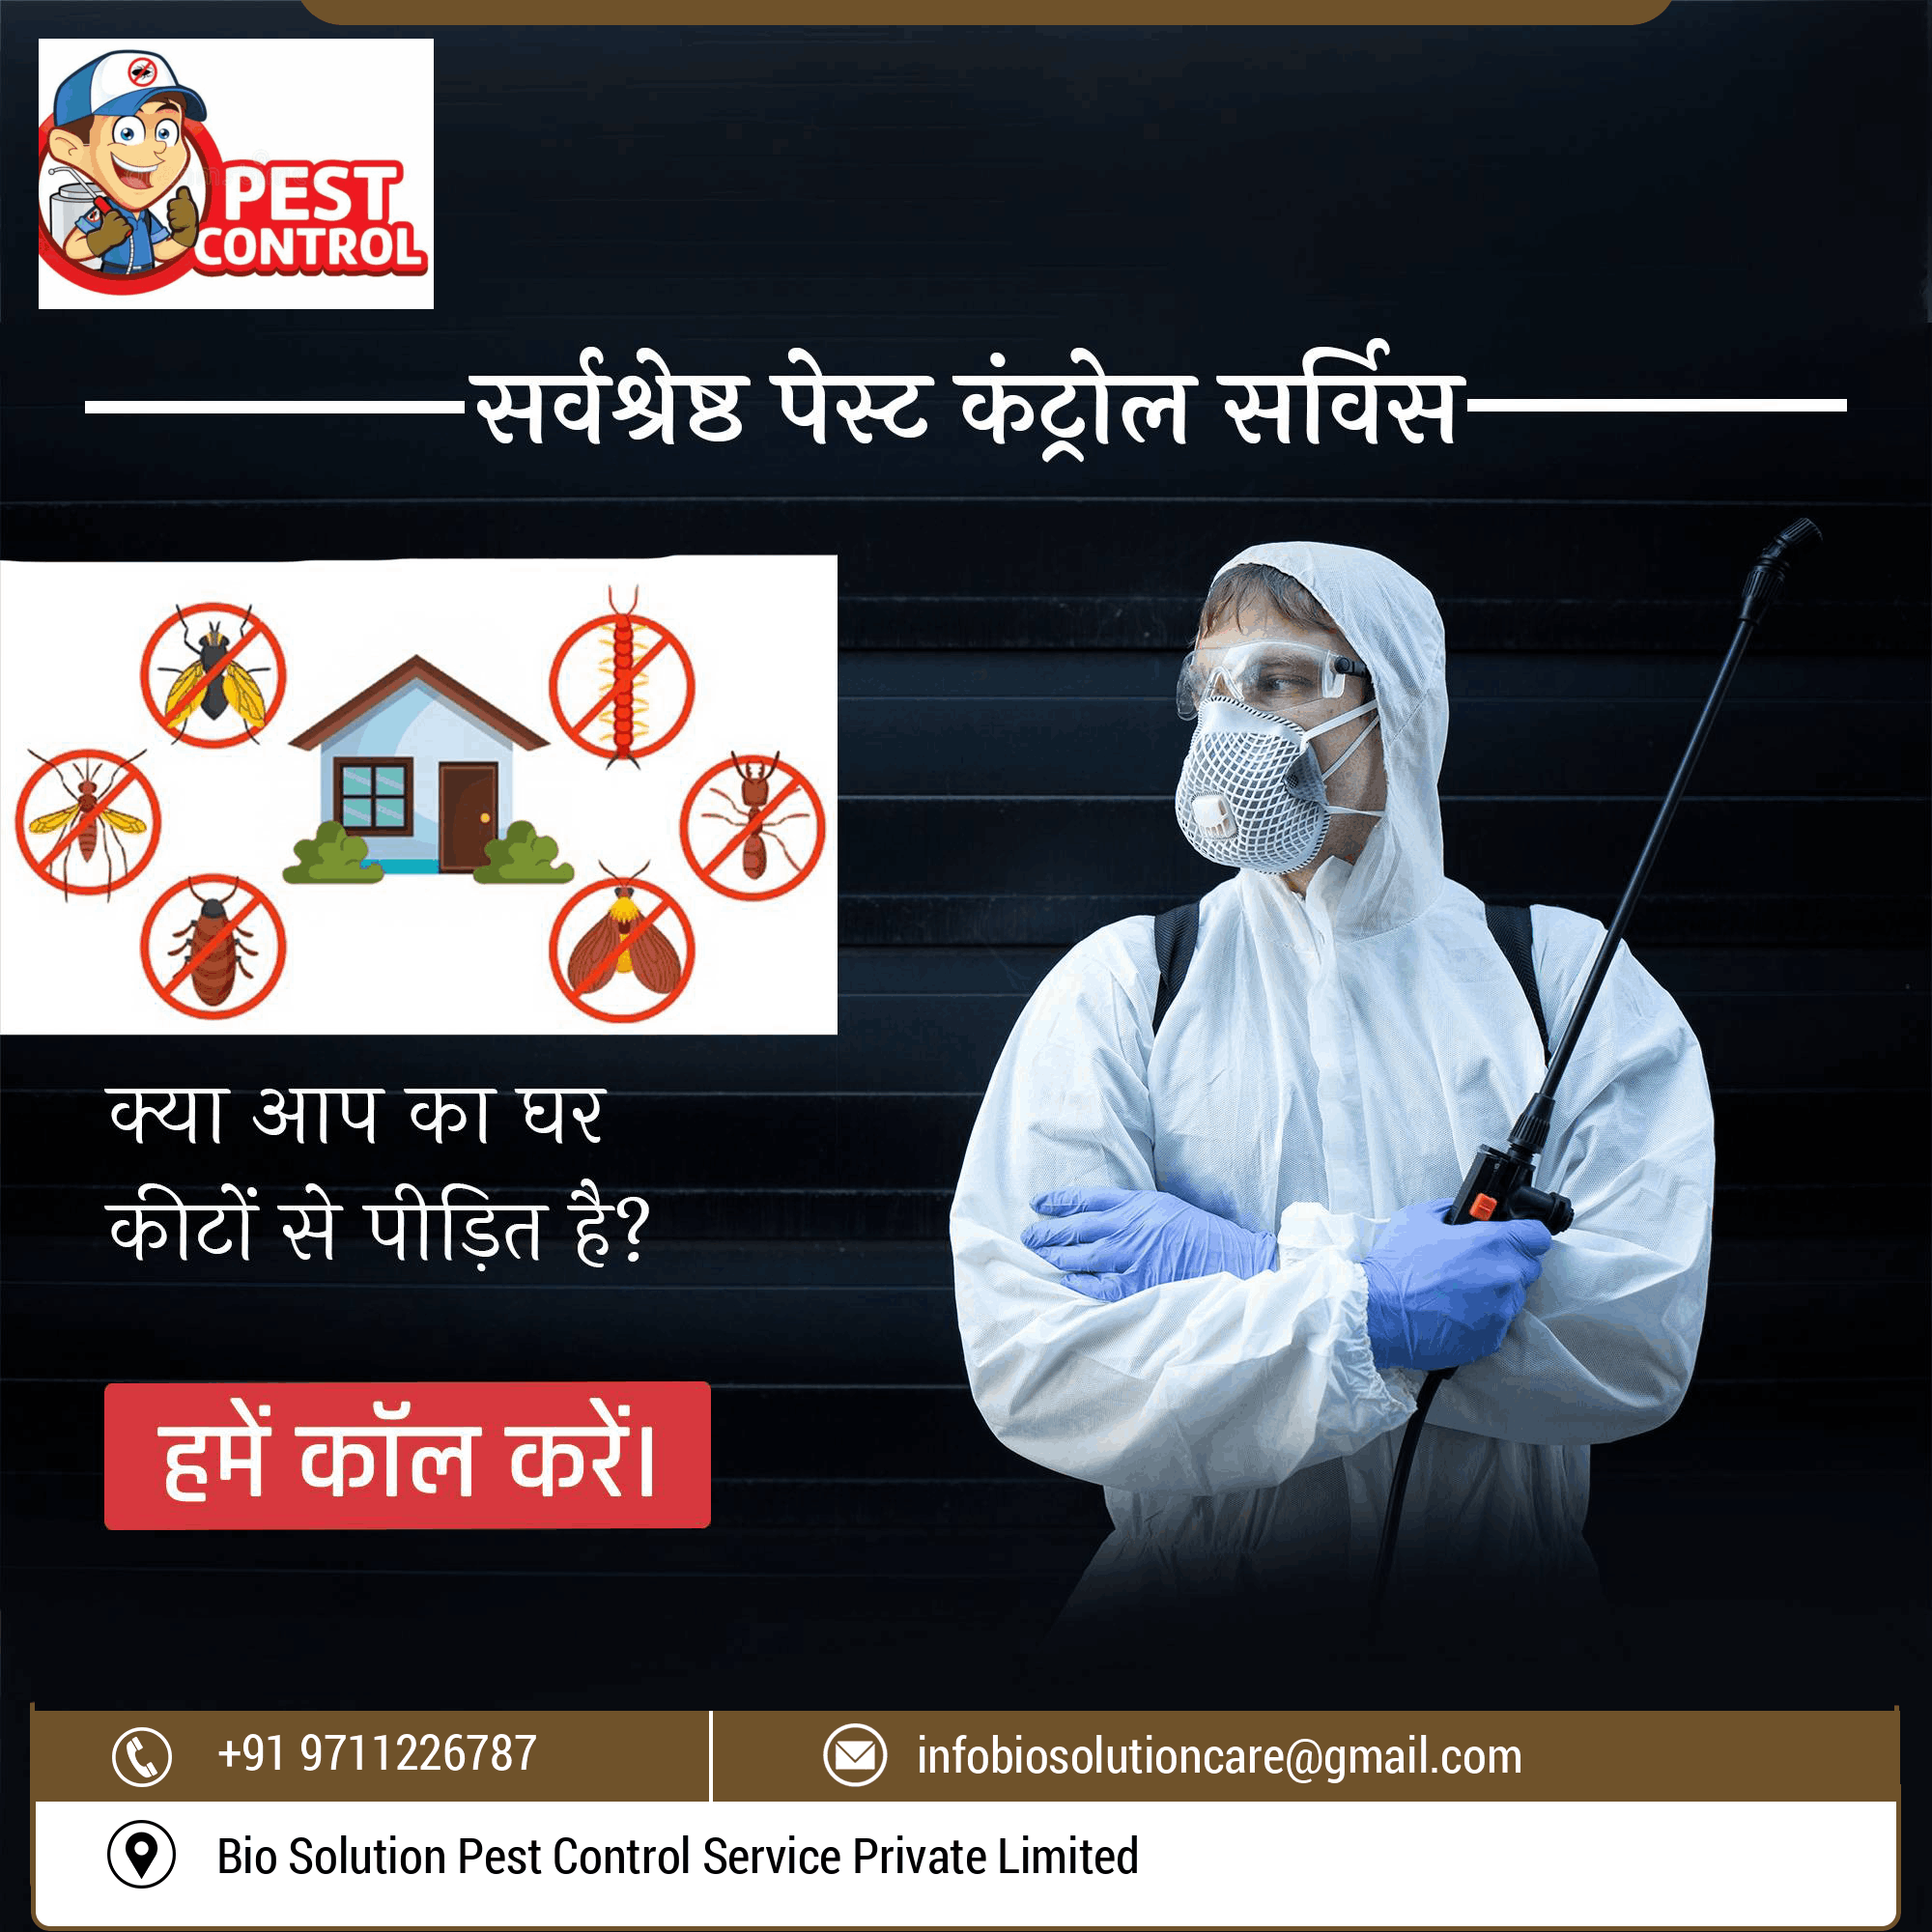 PEST
CONTROL
सर्वश्रेष्ठ पेस्ट कंट्रोल सर्विस
क्या आप का घर
कीटों से पीड़ित है?
हमें कॉल करें।
+91 9711226787
infobiosolutioncare@gmail.com
Bio Solution Pest Control Service Private Limited